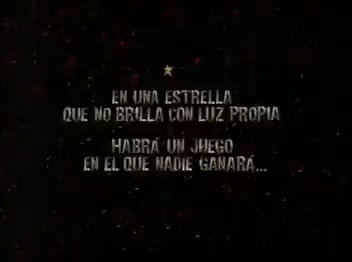 EN UNA ESTRELLA
QUE NO BRILLA CON LUZ PROPIA
HABRÁ UN JUEGO
EN EL QUE NADIE GANARÁ...